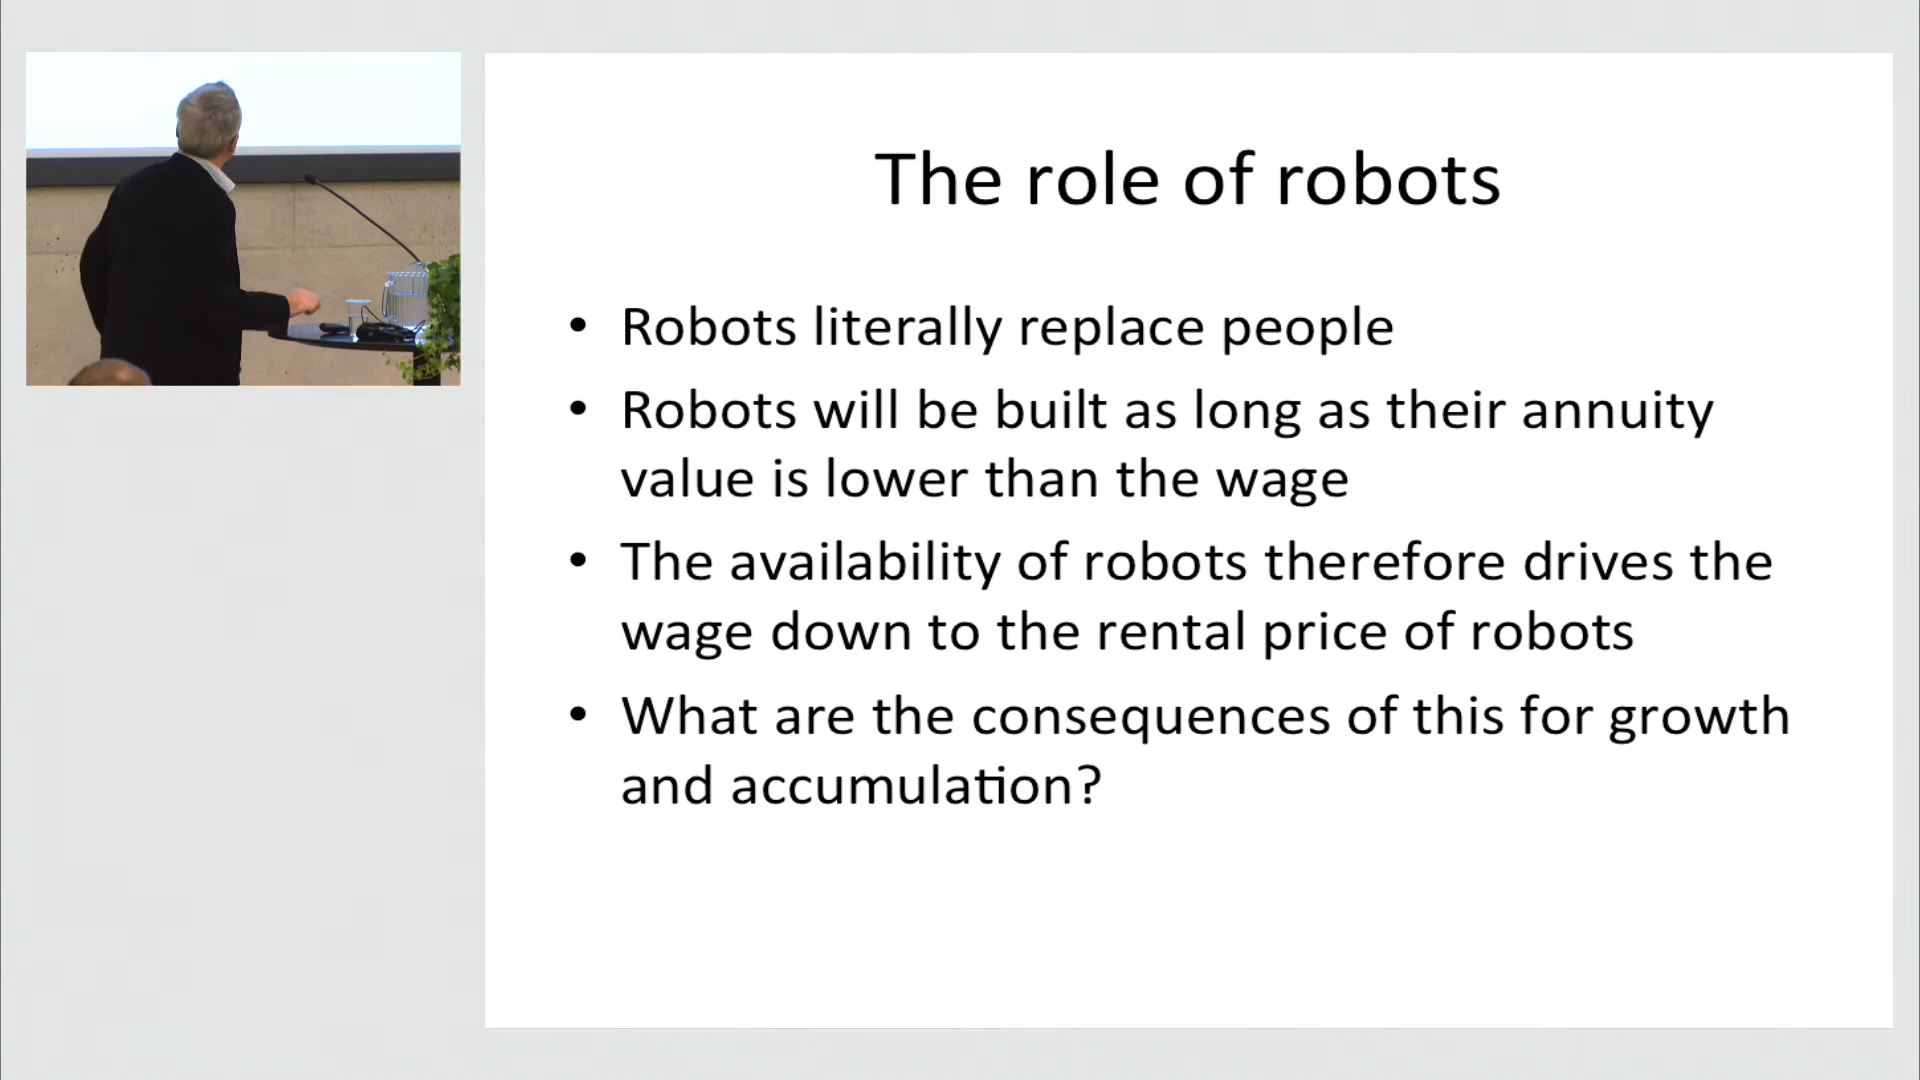 The role of robots
• Robots literally replace people
• Robots will be built as long as their annuity
value is lower than the wage
• The availability of robots therefore drives the
wage down to the rental price of robots
• What are the consequences of this for growth
and accumulation?